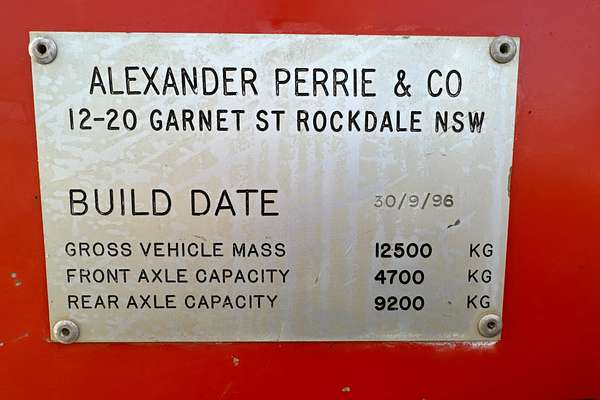 ALEXANDER PERRIE & CO
12-20 GARNET ST ROCKDALE NSW
BUILD DATE 30/9/96
GROSS VEHICLE MASS 12500 KG
FRONT AXLE CAPACITY 4700 KG
REAR AXLE CAPACITY 9200 KG